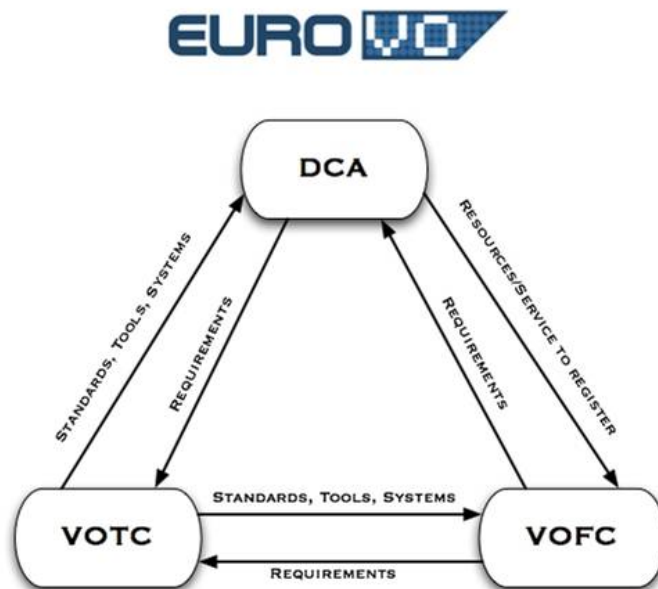 EURO VO
DCA
STANDARDS, TOOLS, SYSTEMS
REQUIREMENTS
REQUIREMENTS
RESOURCES/SERVICE TO REGISTER
VOTC
STANDARDS, TOOLS, SYSTEMS
REQUIREMENTS
VOFC